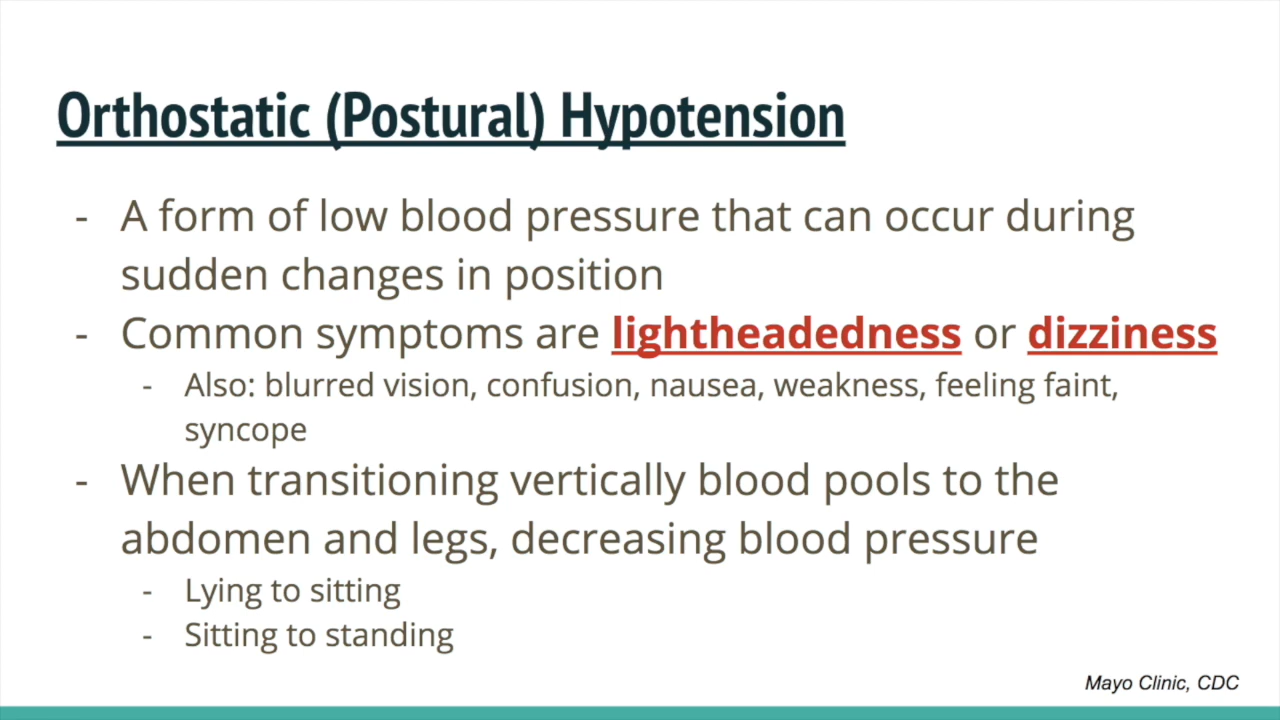 Orthostatic (Postural) Hypotension
- A form of low blood pressure that can occur during
sudden changes in position
- Common symptoms are lightheadedness or dizziness
- Also: blurred vision, confusion, nausea, weakness, feeling faint,
syncope
- When transitioning vertically blood pools to the
abdomen and legs, decreasing blood pressure
- Lying to sitting
- Sitting to standing
Mayo Clinic, CDC